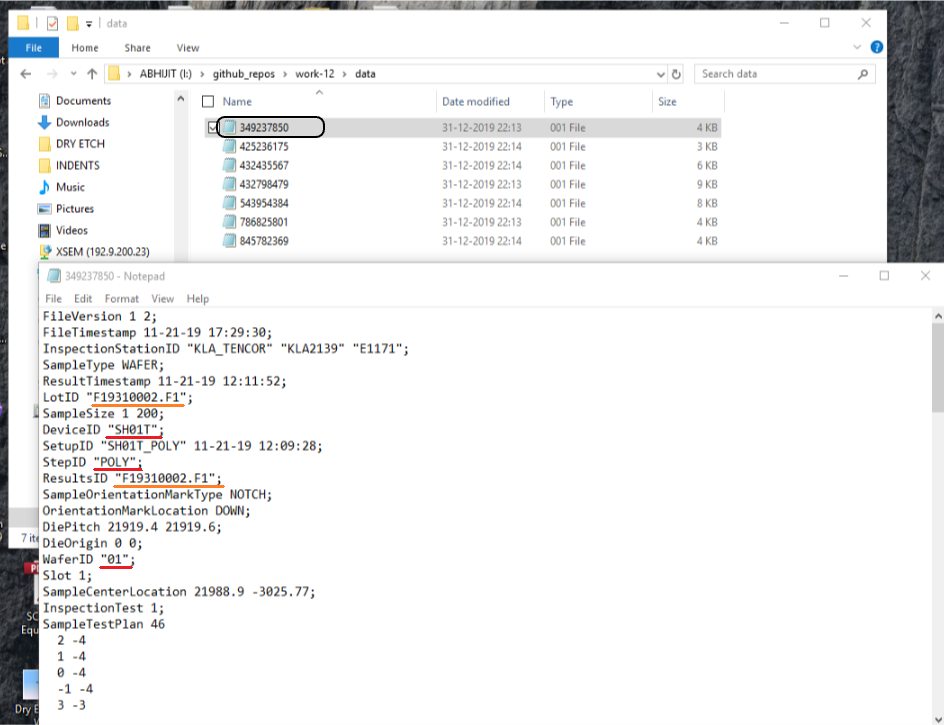 data
File Home Share View
ABHIJIT (I:) > github_repos > work-12 > data
Search data
Documents
Downloads
DRY ETCH
INDENTS
Music
Pictures
Videos
XSEM (192.9.200.23)
Name Date modified Type Size
349237850 31-12-2019 22:13 001 File 4 KB
425236175 31-12-2019 22:14 001 File 3 KB
432435567 31-12-2019 22:14 001 File 6 KB
432798479 31-12-2019 22:13 001 File 9 KB
543954384 31-12-2019 22:14 001 File 8 KB
786825801 31-12-2019 22:13 001 File 4 KB
845782369 31-12-2019 22:14 001 File 4 KB
349237850 - Notepad
File Edit Format View Help
FileVersion 1 2;
FileTimestamp 11-21-19 17:29:30;
InspectionStationID "KLA_TENCOR" "KLA2139" "E1171";
SampleType WAFER;
ResultTimestamp 11-21-19 12:11:52;
LotID "F19310002.F1";
SampleSize 1 200;
DeviceID "SH01T";
SetupID "SH01T_POLY" 11-21-19 12:09:28;
StepID "POLY";
ResultsID "F19310002.F1";
SampleOrientationMarkType NOTCH;
OrientationMarkLocation DOWN;
DiePitch 21919.4 21919.6;
DieOrigin 0 0;
WaferID "01";
Slot 1;
SampleCenterLocation 21988.9 -3025.77;
InspectionTest 1;
SampleTestPlan 46
2 -4
1 -4
0 -4
-1 -4
3 -3
7 ite
SC
Equ
Dry E